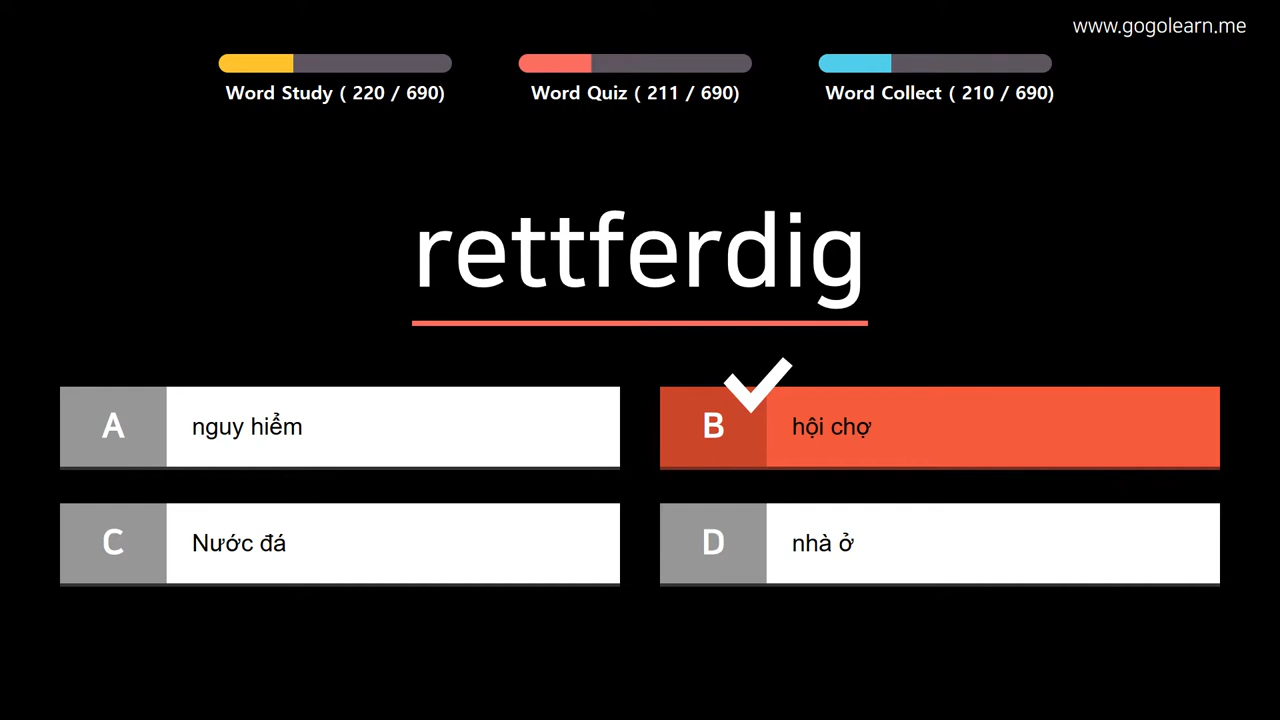 www.gogolearn.me
Word Study ( 220 / 690)
Word Quiz ( 211 / 690)
Word Collect ( 210 / 690)
rettferdig
A nguy hiểm
B hội chợ
C Nước đá
D nhà ở